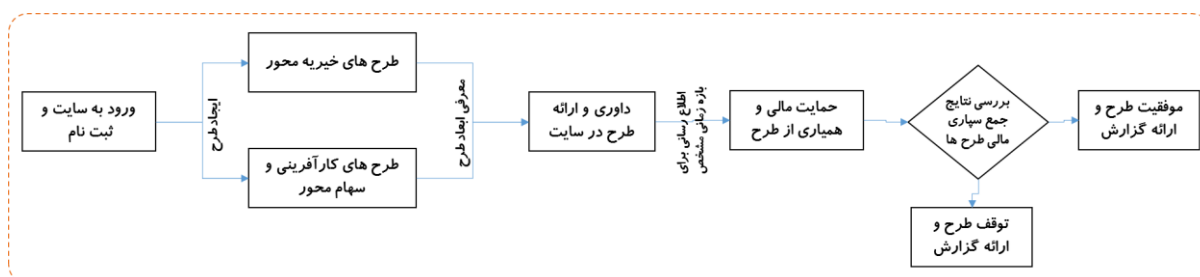 ورود به سایت و
ثبت نام
ایجاد طرح
طرح های خیریه محور
طرح های کارآفرینی و
سهام محور
معرفی ابعاد طرح
داوری و ارائه
طرح در سایت
اطلاع رسانی برای
بازه زمانی مشخص
حمایت مالی و
همیاری از طرح
بررسی نتایج
جمع سپاری
مالی طرح ها
موفقیت طرح و
ارائه گزارش
توقف طرح و
ارائه گزارش